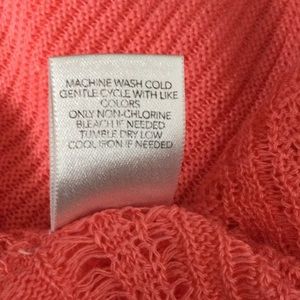 MACHINE WASH COLD
GENTLE CYCLE WITH LIKE
COLORS
ONLY NON-CHLORINE
BLEACH IF NEEDED
TUMBLE DRY LOW
COOL IRON IF NEEDED